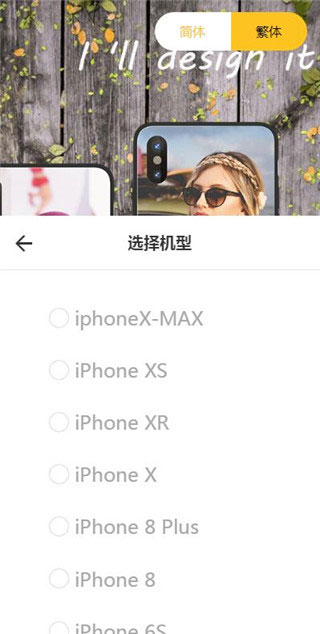 简体 繁体
I 'll design it
选择机型
iphoneX-MAX
iPhone XS
iPhone XR
iPhone X
iPhone 8 Plus
iPhone 8
iPhone 6S